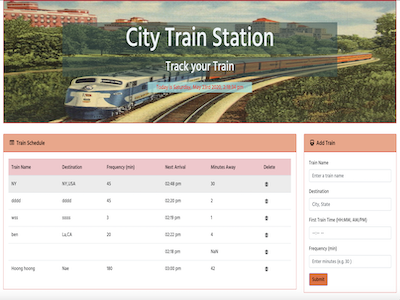 City Train Station
Track your Train
Today is Saturday, May 23rd 2020, 2:16:24 pm
Train Schedule
Train Name Destination Frequency (min) Next Arrival Minutes Away Delete
NY NY,USA 45 02:46 pm 30
dddd dddd 45 02:20 pm 2
wss ssss 3 02:19 pm 1
ben La,CA 20 02:22 pm 4
02:18 pm NaN
Hoong hoong Nae 180 03:00 pm 42
Add Train
Train Name
Enter a train name
Destination
City, State
First Train Time (HH:MM, AM/PM)
--:-- --
Frequency (min)
Enter minutes (e.g. 30 )
Submit